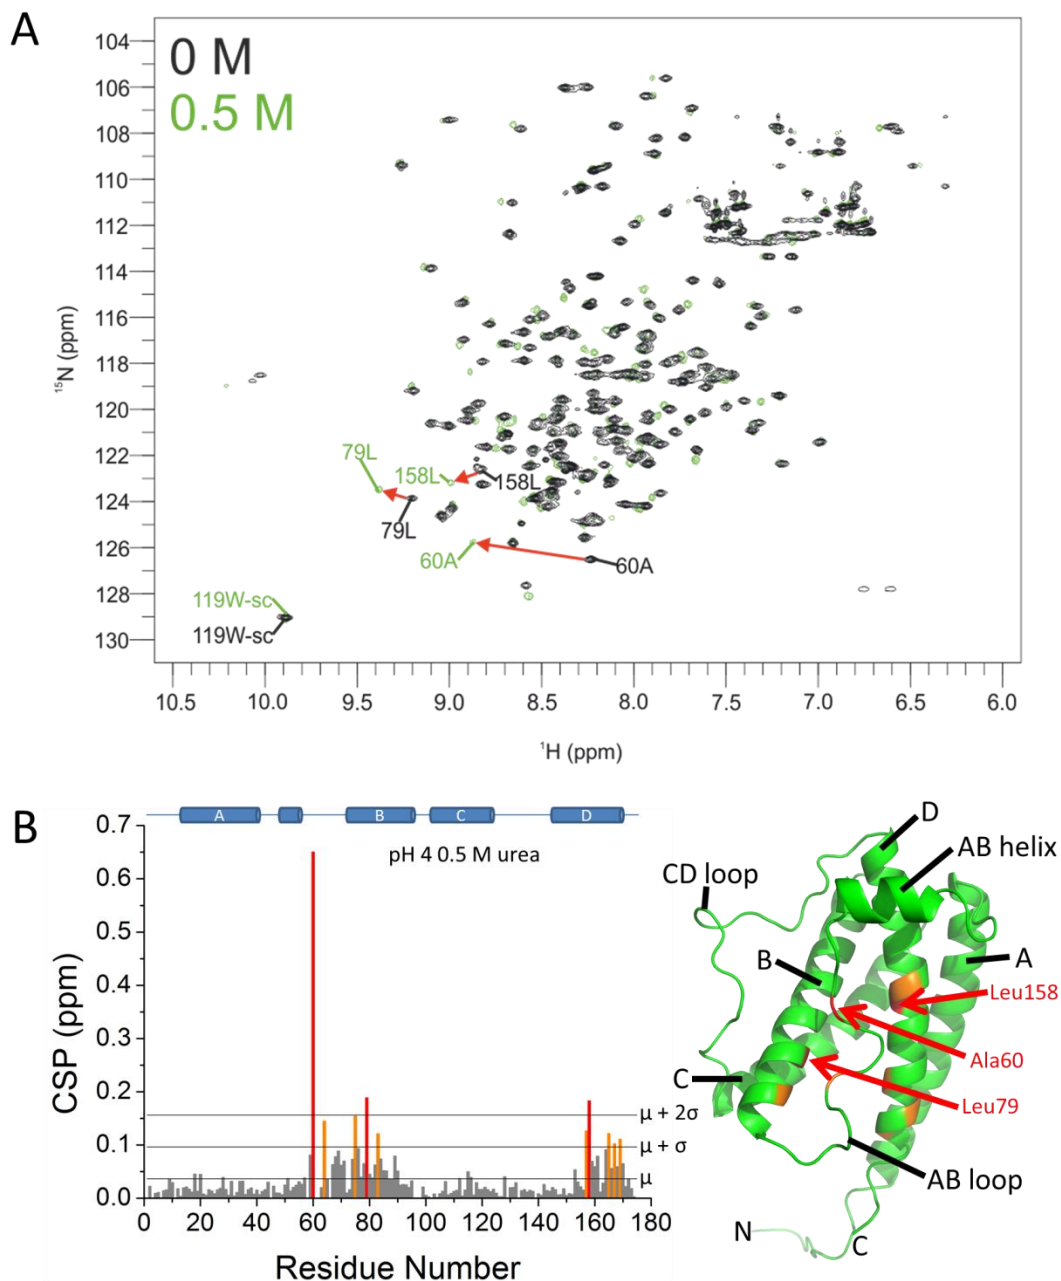 A
0 M
0.5 M
104
106
108
110
112
114
116
118
120
122
124
126
128
130
¹⁵N (ppm)
79L
158L
158L
79L
60A
60A
119W-sc
119W-sc
10.5
10.0
9.5
9.0
8.5
8.0
7.5
7.0
6.5
6.0
¹H (ppm)
B
A
B
C
D
pH 4 0.5 M urea
0.7
0.6
0.5
0.4
0.3
0.2
0.1
0.0
CSP (ppm)
μ + 2σ
μ + σ
μ
0
20
40
60
80
100
120
140
160
180
Residue Number
D
AB helix
CD loop
B
A
Leu158
Ala60
C
Leu79
AB loop
N
C